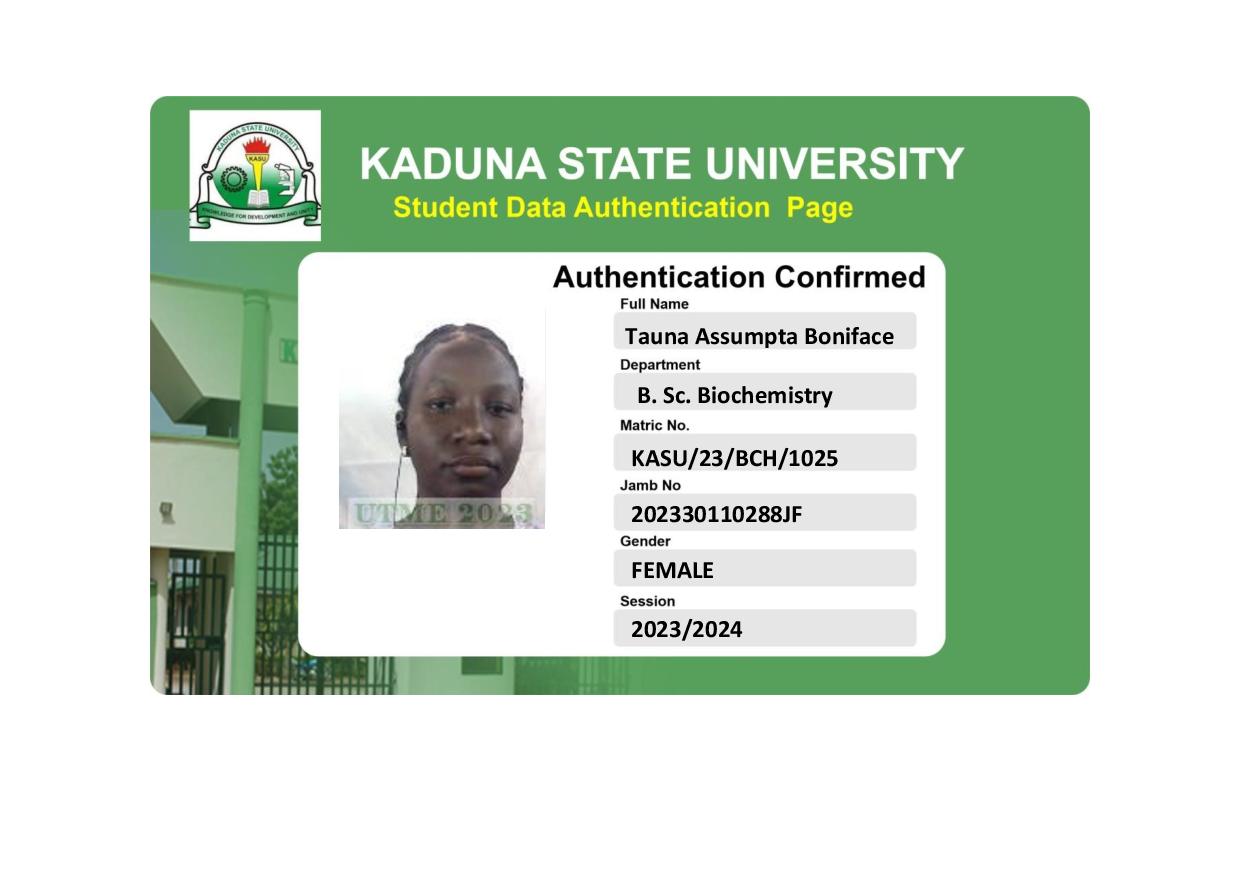 KADUNA STATE UNIVERSITY
KASU
KNOWLEDGE FOR DEVELOPMENT AND UNITY
KADUNA STATE UNIVERSITY
Student Data Authentication Page
Authentication Confirmed
Full Name
Tauna Assumpta Boniface
Department
B. Sc. Biochemistry
Matric No.
KASU/23/BCH/1025
Jamb No
202330110288JF
Gender
FEMALE
Session
2023/2024
UTME 2023
K